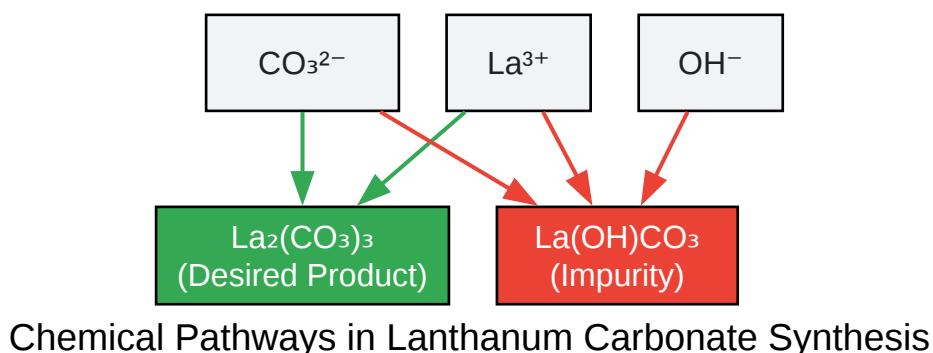 CO₃²⁻
La³⁺
OH⁻
La₂(CO₃)₃
(Desired Product)
La(OH)CO₃
(Impurity)
Chemical Pathways in Lanthanum Carbonate Synthesis